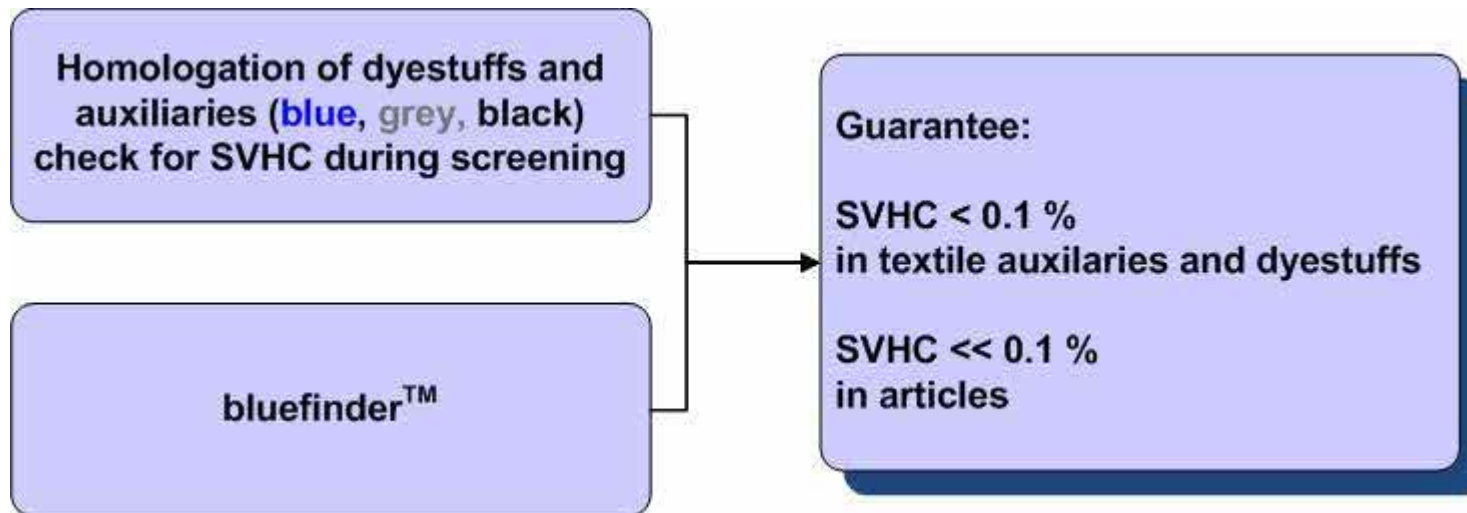 Homologation of dyestuffs and
auxiliaries (blue, grey, black)
check for SVHC during screening
bluefinder™
Guarantee:
SVHC < 0.1 %
in textile auxilaries and dyestuffs
SVHC << 0.1 %
in articles